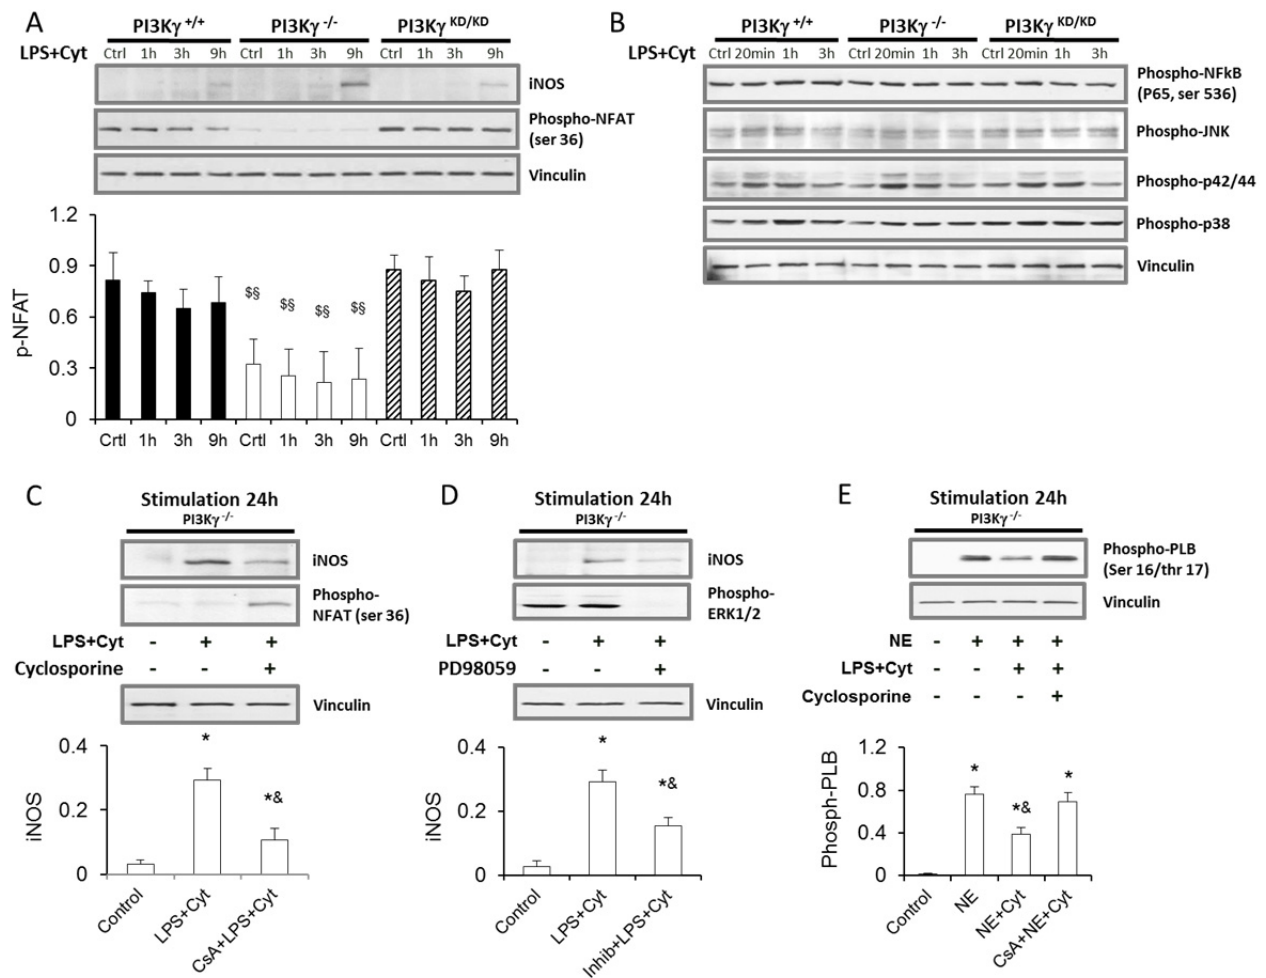 A
PI3Kγ +/+ PI3Kγ -/- PI3Kγ KD/KD
LPS+Cyt Ctrl 1h 3h 9h Ctrl 1h 3h 9h Ctrl 1h 3h 9h
iNOS
Phospho-NFAT
(ser 36)
Vinculin
1.2
0.9
0.6
0.3
0
p-NFAT
$§ $§ $§ $§
Crtl 1h 3h 9h Crtl 1h 3h 9h Crtl 1h 3h 9h
B
PI3Kγ +/+ PI3Kγ -/- PI3Kγ KD/KD
LPS+Cyt Ctrl 20min 1h 3h Ctrl 20min 1h 3h Ctrl 20min 1h 3h
Phospho-NFkB
(P65, ser 536)
Phospho-JNK
Phospho-p42/44
Phospho-p38
Vinculin
C
Stimulation 24h
PI3Kγ -/-
iNOS
Phospho-
NFAT (ser 36)
LPS+Cyt - + +
Cyclosporine - - +
Vinculin
0.4
0.2
0
iNOS
* *&
Control LPS+Cyt CsA+LPS+Cyt
D
Stimulation 24h
PI3Kγ -/-
iNOS
Phospho-
ERK1/2
LPS+Cyt - + +
PD98059 - - +
Vinculin
0.4
0.2
0
iNOS
* *&
Control LPS+Cyt Inhib+LPS+Cyt
E
Stimulation 24h
PI3Kγ -/-
Phospho-PLB
(Ser 16/thr 17)
Vinculin
NE - + + +
LPS+Cyt - - + +
Cyclosporine - - - +
1.2
0.8
0.4
0
Phosph-PLB
* *& *
Control NE NE+Cyt CsA+NE+Cyt